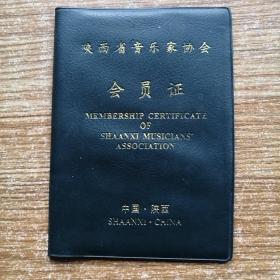 陕西省音乐家协会
会员证
MEMBERSHIP CERTIFICATE
OF
SHAANXI MUSICIANS'
ASSOCIATION
中国·陕西
SHAANXI·CHINA